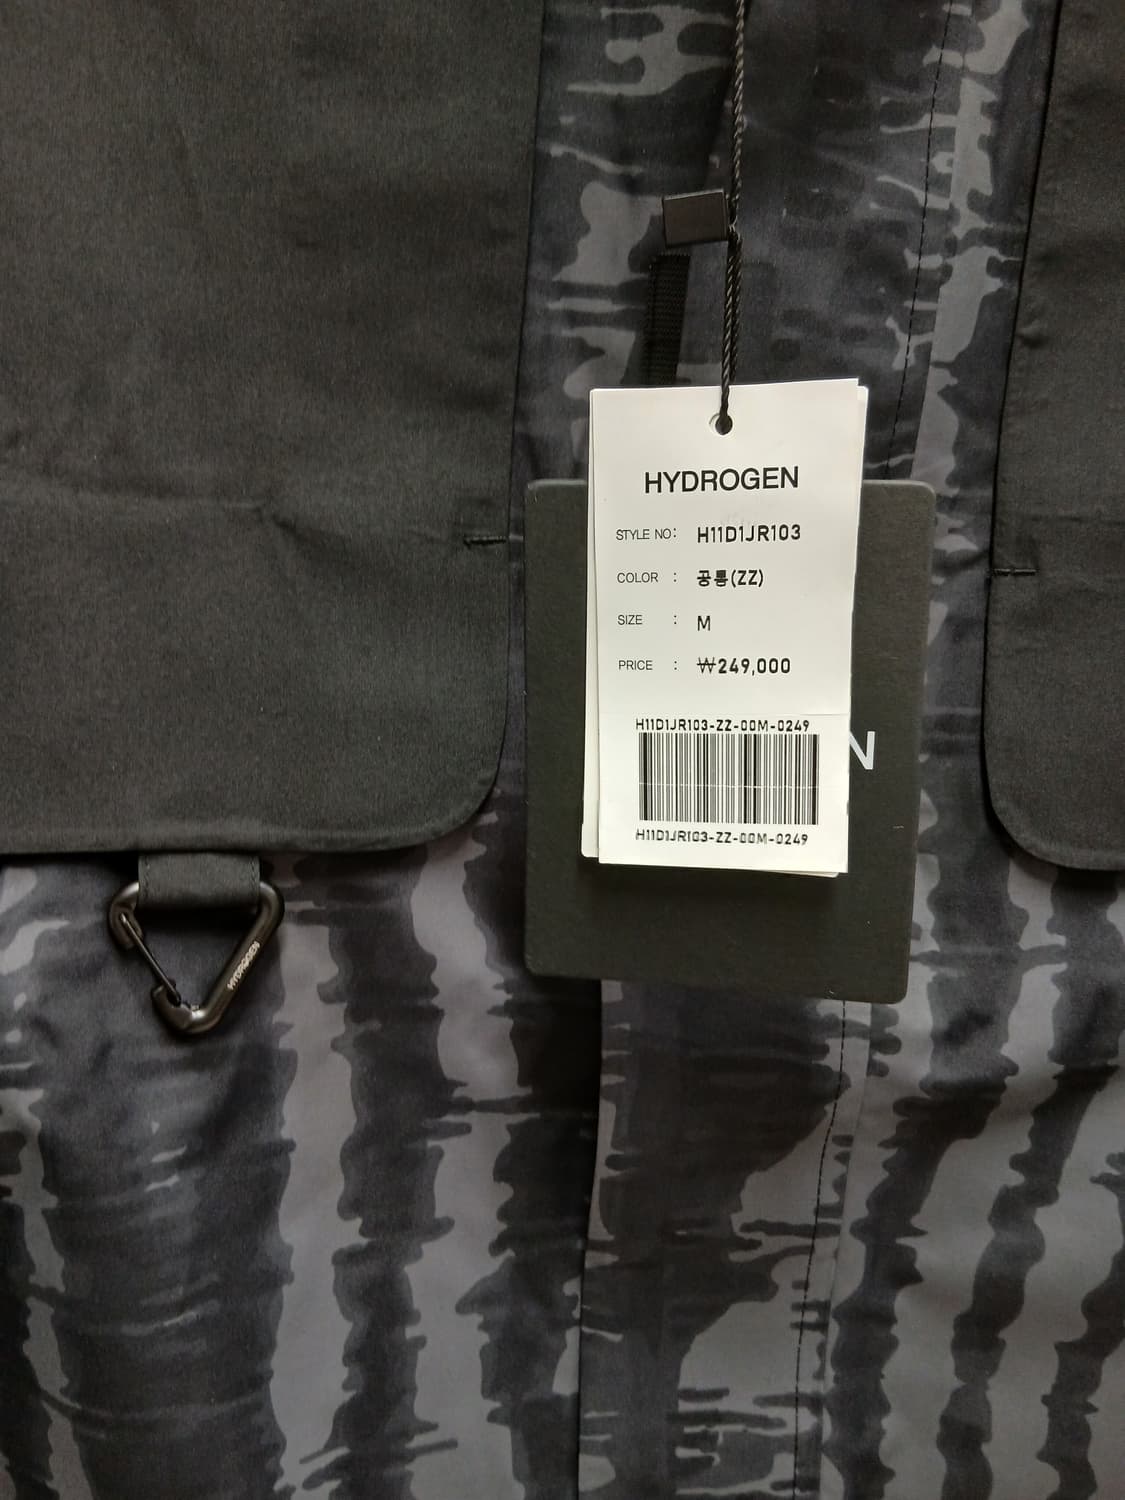 HYDROGEN
STYLE NO: H11D1JR103
COLOR : 공통(ZZ)
SIZE : M
PRICE : ₩249,000
H11D1JR103-ZZ-00M-0249
H11D1JR103-ZZ-00M-0249
N
HYDROGEN